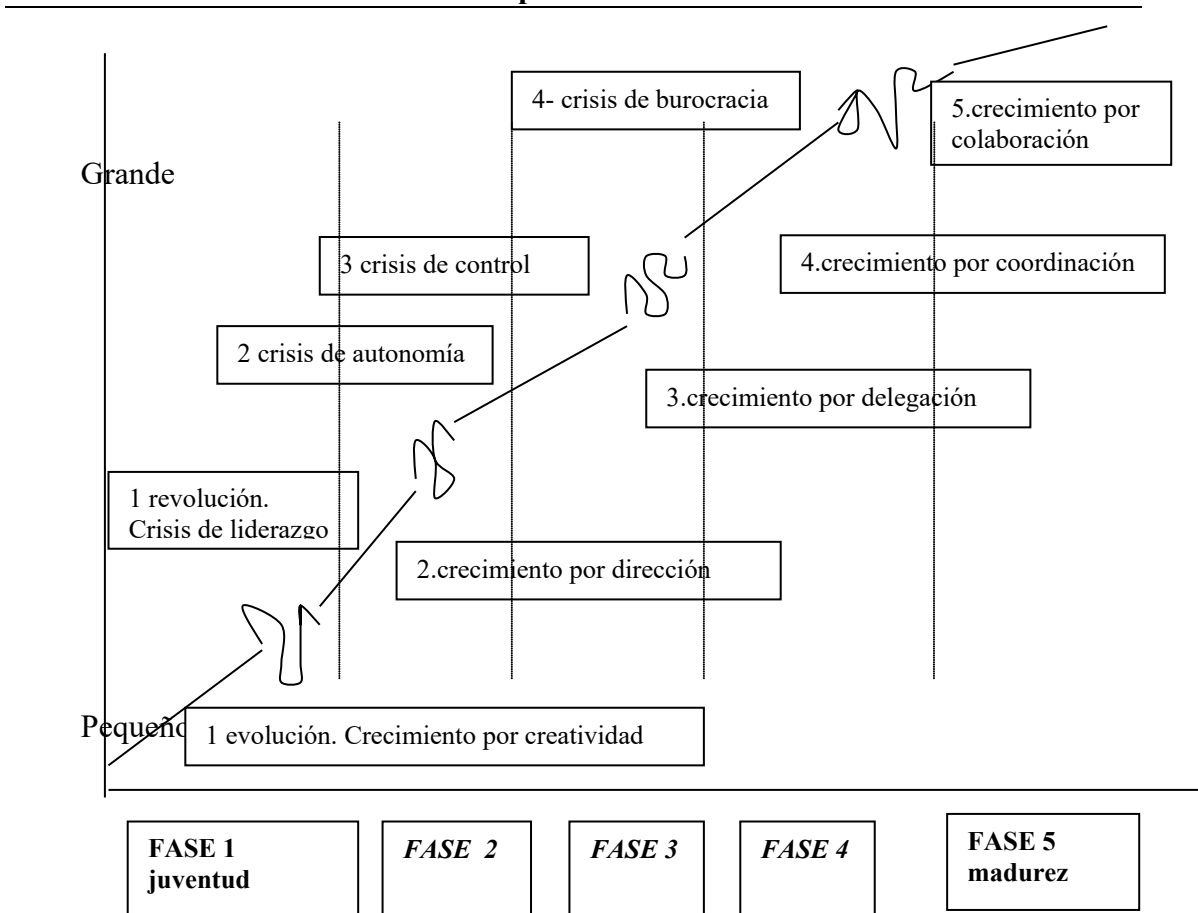 4- crisis de burocracia
5.crecimiento por
colaboración
Grande
3 crisis de control
4.crecimiento por coordinación
2 crisis de autonomía
3.crecimiento por delegación
1 revolución.
Crisis de liderazgo
2.crecimiento por dirección
Pequeño
1 evolución. Crecimiento por creatividad
FASE 1
juventud
FASE 2
FASE 3
FASE 4
FASE 5
madurez